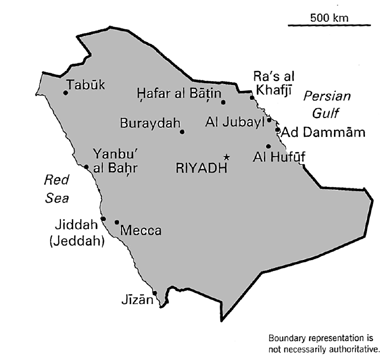 500 km
Tabūk
Ra's al
Khafjī
Ḩafar al Bāţin
Persian
Gulf
Buraydah
Al Jubayl
Ad Dammām
Yanbu'
al Baḩr
RIYADH
Al Hufūf
Red
Sea
Jiddah
(Jeddah)
Mecca
Jīzān
Boundary representation is
not necessarily authoritative.